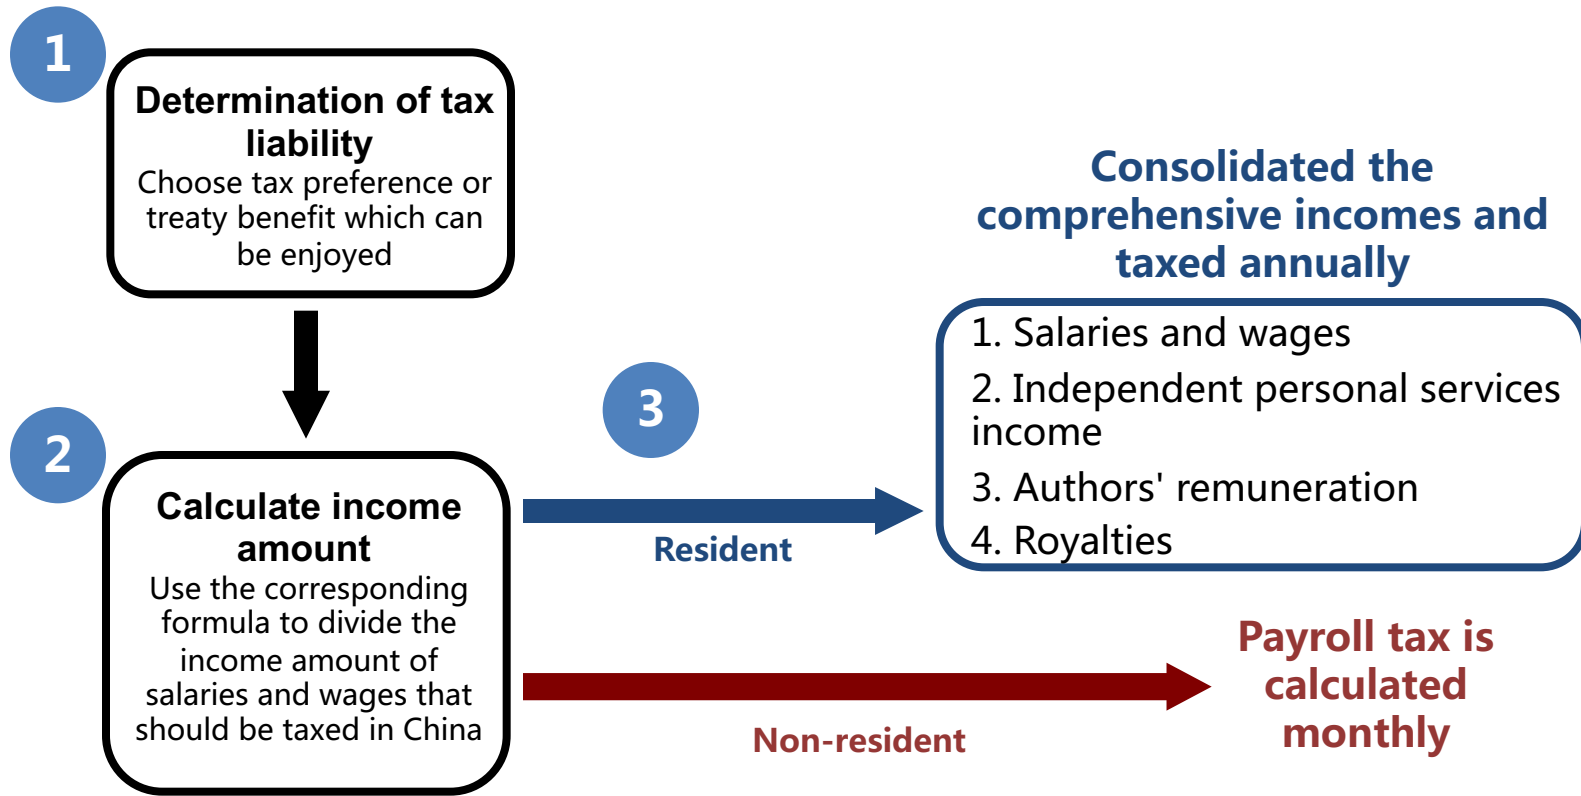 1
Determination of tax
liability
Choose tax preference or
treaty benefit which can
be enjoyed
2
Calculate income
amount
Use the corresponding
formula to divide the
income amount of
salaries and wages that
should be taxed in China
3
Resident
Consolidated the
comprehensive incomes and
taxed annually
1. Salaries and wages
2. Independent personal services
income
3. Authors' remuneration
4. Royalties
Non-resident
Payroll tax is
calculated
monthly